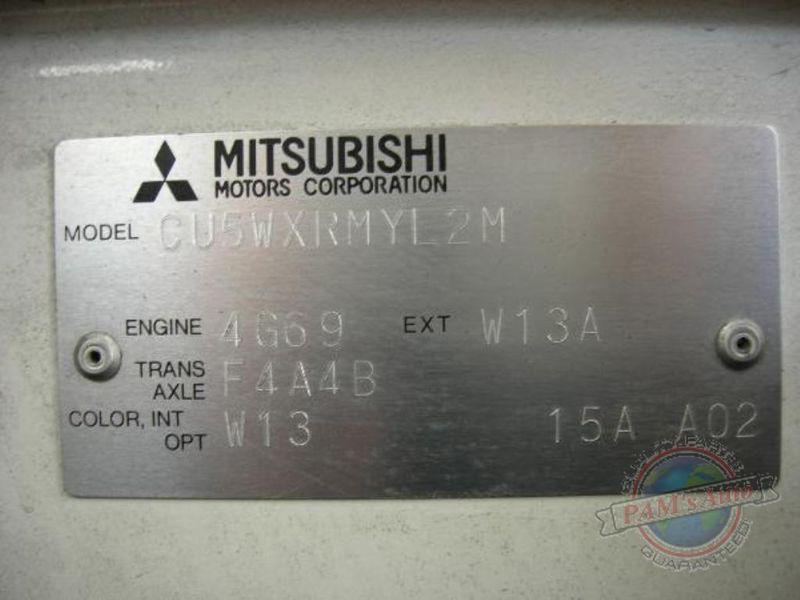 MITSUBISHI
MOTORS CORPORATION
MODEL CU5WXRMYL2M
ENGINE 4G69 EXT W13A
TRANS AXLE F4A4B
COLOR, INT OPT W13 15A A02
PAM's Auto
GUARANTEED!